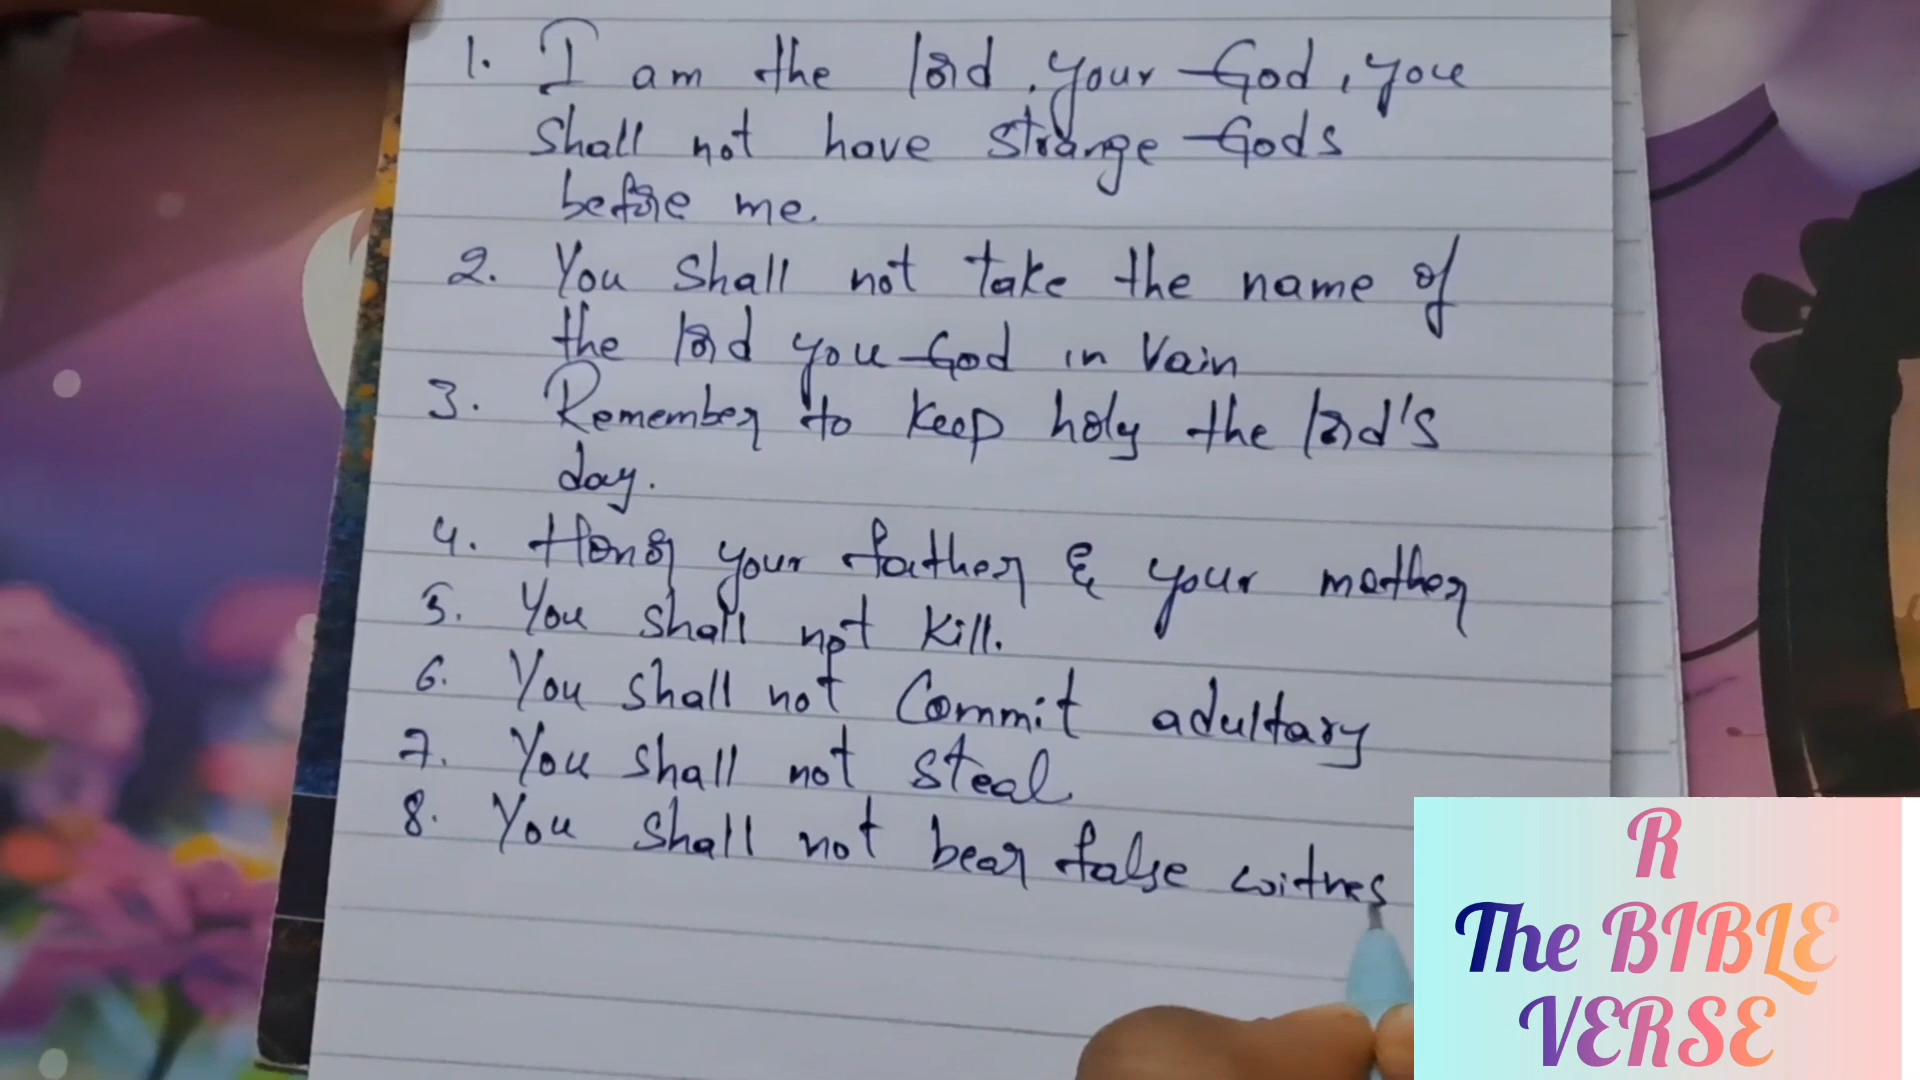 1. I am the lord, your God, you
shall not have strange Gods
before me.
2. You shall not take the name of
the lord you God in vain
3. Remember to keep holy the lord's
day.
4. Honor your father & your mother
5. You shall not kill.
6. You shall not Commit adultary
7. You shall not steal
8. You shall not bear false witnes
R
The BIBLE
VERSE